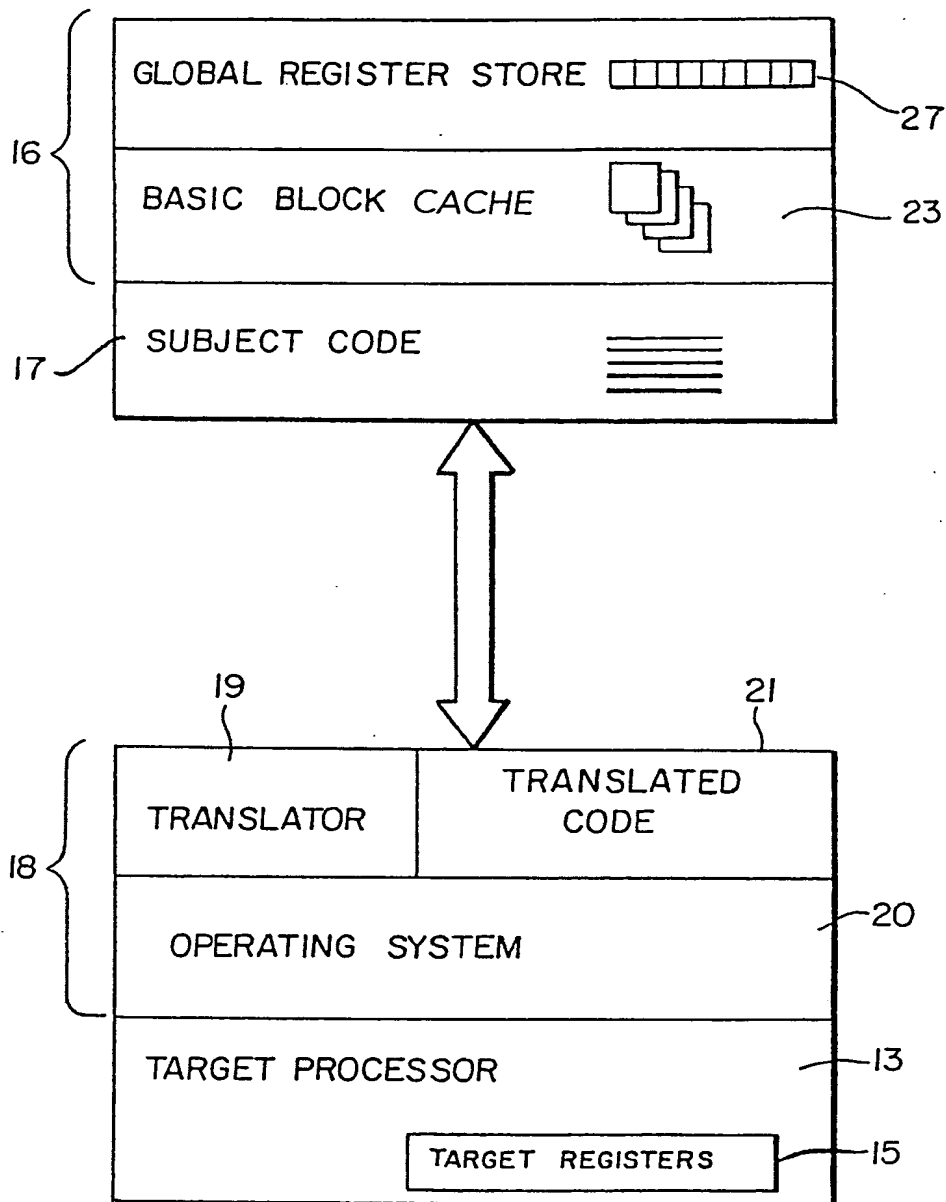 GLOBAL REGISTER STORE
27
16
BASIC BLOCK CACHE
23
SUBJECT CODE
17
19
21
TRANSLATOR
TRANSLATED
CODE
18
OPERATING SYSTEM
20
TARGET PROCESSOR
13
TARGET REGISTERS
15